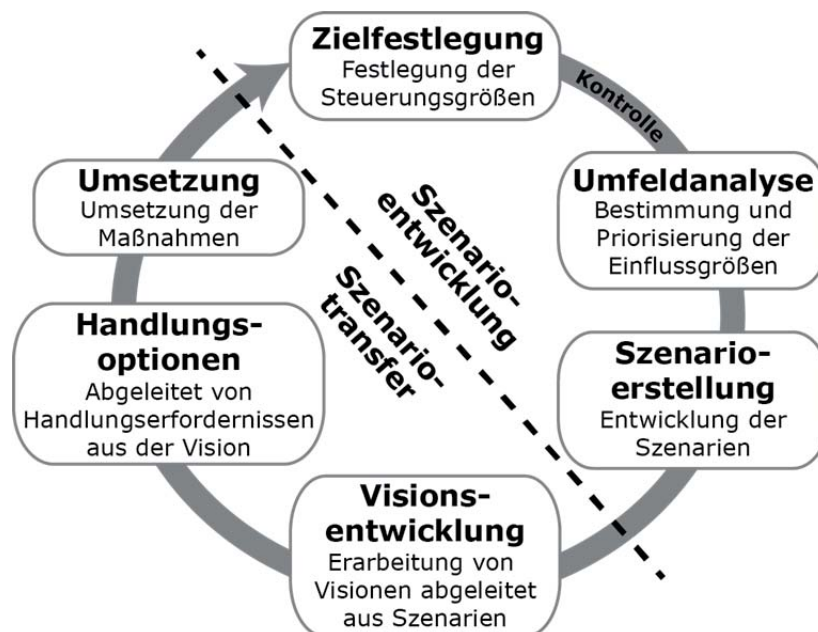 Zielfestlegung
Festlegung der
Steuerungsgrößen
Kontrolle
Umfeldanalyse
Bestimmung und
Priorisierung der
Einflussgrößen
Szenario-
erstellung
Entwicklung der
Szenarien
Visions-
entwicklung
Erarbeitung von
Visionen abgeleitet
aus Szenarien
Handlungs-
optionen
Abgeleitet von
Handlungserfordernissen
aus der Vision
Umsetzung
Umsetzung der
Maßnahmen
Szenario-
entwicklung
Szenario-
transfer